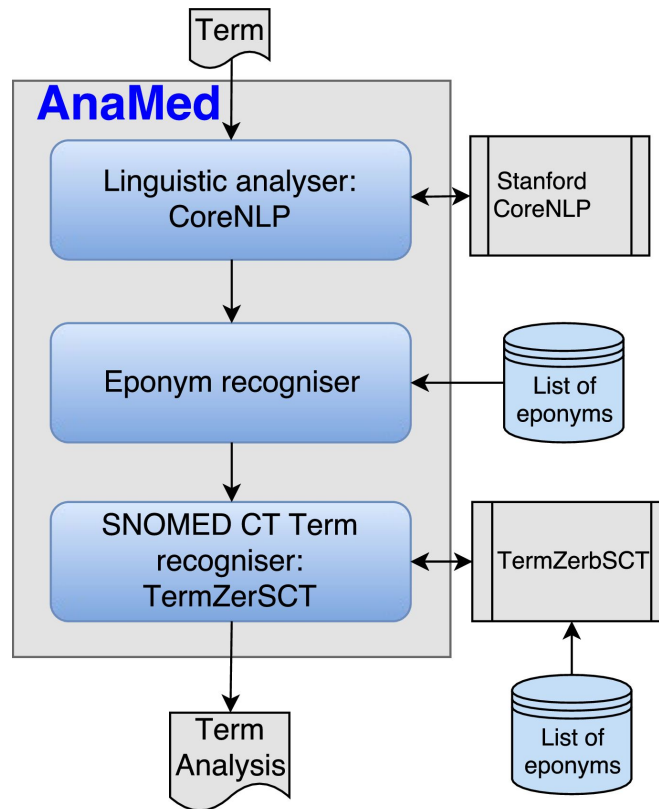 Term
AnaMed
Linguistic analyser:
CoreNLP
Stanford
CoreNLP
Eponym recogniser
List of
eponyms
SNOMED CT Term
recogniser:
TermZerSCT
TermZerbSCT
Term
Analysis
List of
eponyms